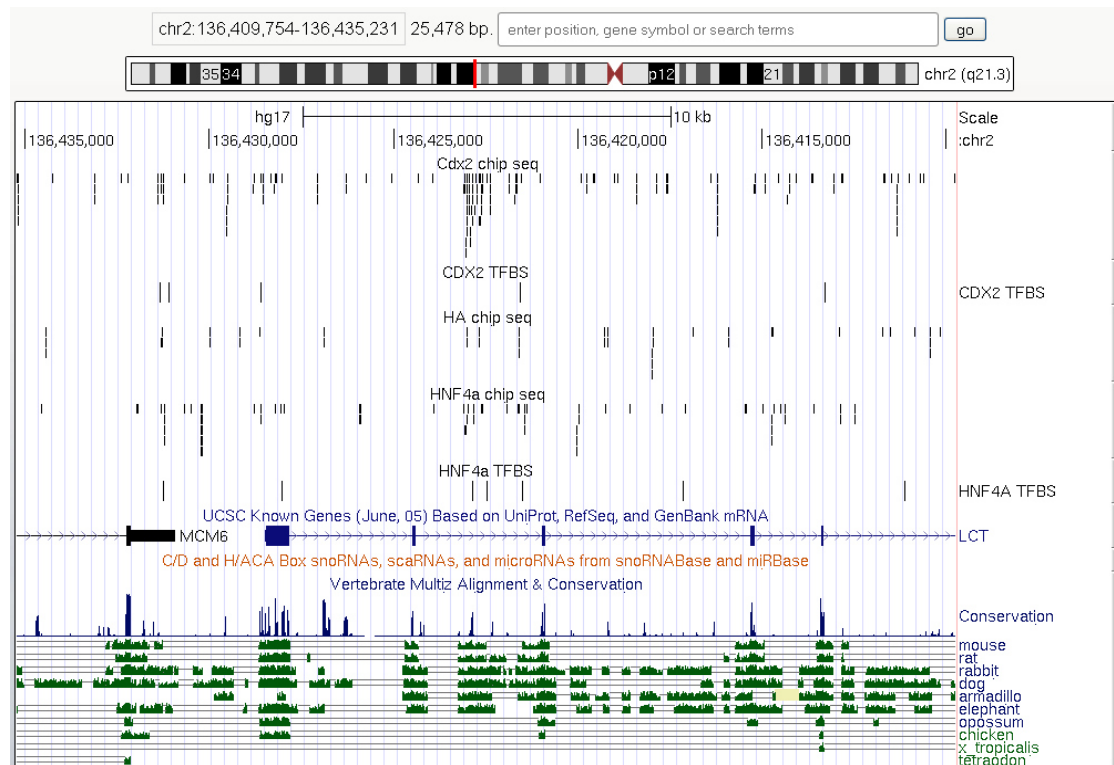 chr2:136,409,754-136,435,231 25,478 bp. enter position, gene symbol or search terms go
35 34 p12 21 chr2 (q21.3)
hg17 10 kb Scale
136,435,000 136,430,000 136,425,000 136,420,000 136,415,000 :chr2
Cdx2 chip seq
CDX2 TFBS
CDX2 TFBS
HA chip seq
HNF4a chip seq
HNF4a TFBS
HNF4A TFBS
UCSC Known Genes (June, 05) Based on UniProt, RefSeq, and GenBank mRNA
MCM6 LCT
C/D and H/ACA Box snoRNAs, scaRNAs, and microRNAs from snoRNABase and miRBase
Vertebrate Multiz Alignment & Conservation
Conservation
mouse
rat
rabbit
dog
armadillo
elephant
opossum
chicken
x_tropicalis
tetraodon